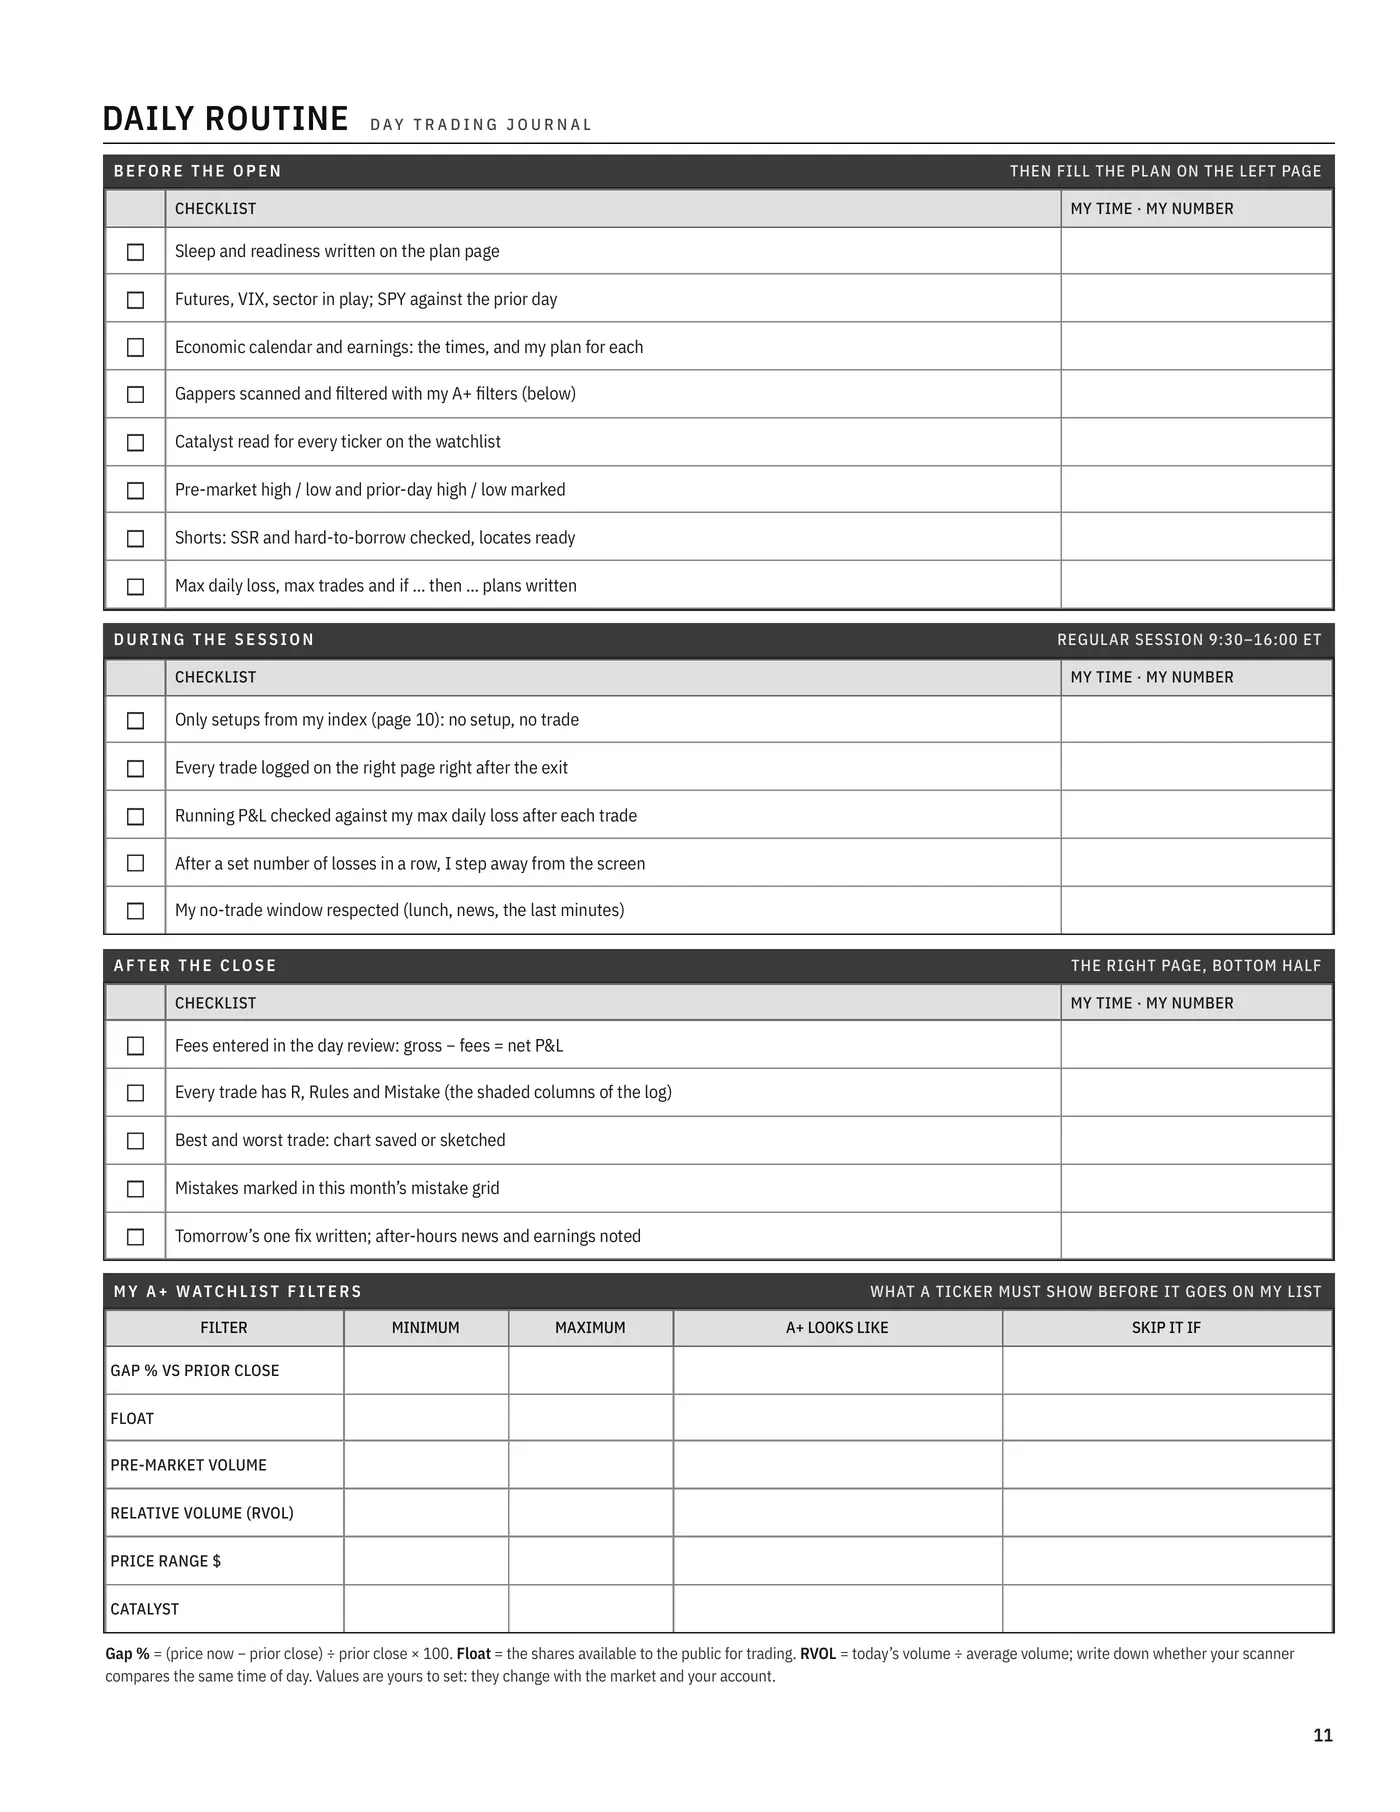 DAILY ROUTINE DAY TRADING JOURNAL
BEFORE THE OPEN THEN FILL THE PLAN ON THE LEFT PAGE
CHECKLIST MY TIME · MY NUMBER
Sleep and readiness written on the plan page
Futures, VIX, sector in play; SPY against the prior day
Economic calendar and earnings: the times, and my plan for each
Gappers scanned and filtered with my A+ filters (below)
Catalyst read for every ticker on the watchlist
Pre-market high / low and prior-day high / low marked
Shorts: SSR and hard-to-borrow checked, locates ready
Max daily loss, max trades and if ... then ... plans written
DURING THE SESSION REGULAR SESSION 9:30–16:00 ET
CHECKLIST MY TIME · MY NUMBER
Only setups from my index (page 10): no setup, no trade
Every trade logged on the right page right after the exit
Running P&L checked against my max daily loss after each trade
After a set number of losses in a row, I step away from the screen
My no-trade window respected (lunch, news, the last minutes)
AFTER THE CLOSE THE RIGHT PAGE, BOTTOM HALF
CHECKLIST MY TIME · MY NUMBER
Fees entered in the day review: gross – fees = net P&L
Every trade has R, Rules and Mistake (the shaded columns of the log)
Best and worst trade: chart saved or sketched
Mistakes marked in this month’s mistake grid
Tomorrow’s one fix written; after-hours news and earnings noted
MY A+ WATCHLIST FILTERS WHAT A TICKER MUST SHOW BEFORE IT GOES ON MY LIST
FILTER MINIMUM MAXIMUM A+ LOOKS LIKE SKIP IT IF
GAP % VS PRIOR CLOSE
FLOAT
PRE-MARKET VOLUME
RELATIVE VOLUME (RVOL)
PRICE RANGE $
CATALYST
Gap % = (price now – prior close) ÷ prior close × 100. Float = the shares available to the public for trading. RVOL = today’s volume ÷ average volume; write down whether your scanner
compares the same time of day. Values are yours to set: they change with the market and your account.
11